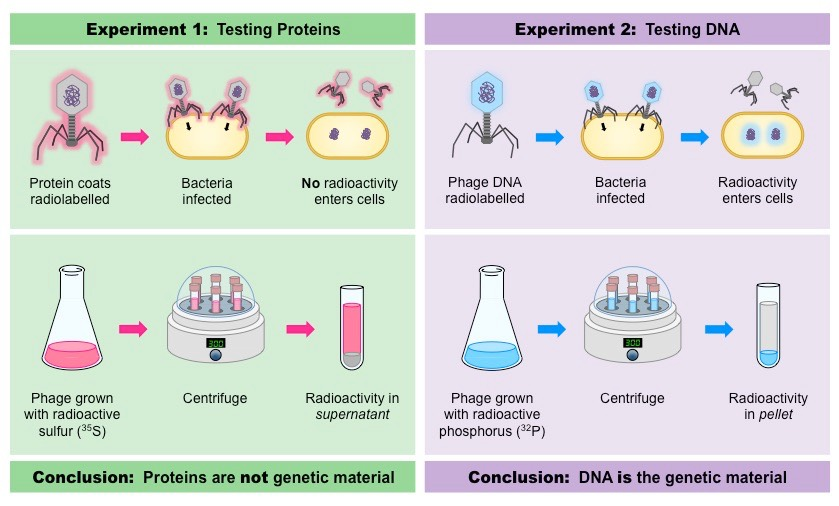 Experiment 1: Testing Proteins
Protein coats
radiolabelled
Bacteria
infected
No radioactivity
enters cells
300
Phage grown
with radioactive
sulfur (³⁵S)
Centrifuge
Radioactivity in
supernatant
Conclusion: Proteins are not genetic material
Experiment 2: Testing DNA
Phage DNA
radiolabelled
Bacteria
infected
Radioactivity
enters cells
300
Phage grown
with radioactive
phosphorus (³²P)
Centrifuge
Radioactivity
in pellet
Conclusion: DNA is the genetic material